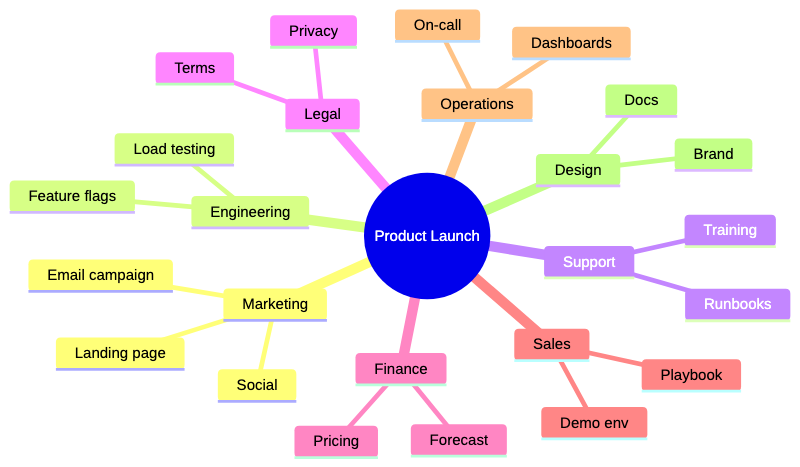 On-call
Privacy
Dashboards
Terms
Operations
Docs
Legal
Load testing
Brand
Design
Feature flags
Engineering
Training
Product Launch
Support
Email campaign
Marketing
Runbooks
Landing page
Sales
Finance
Playbook
Social
Demo env
Pricing
Forecast